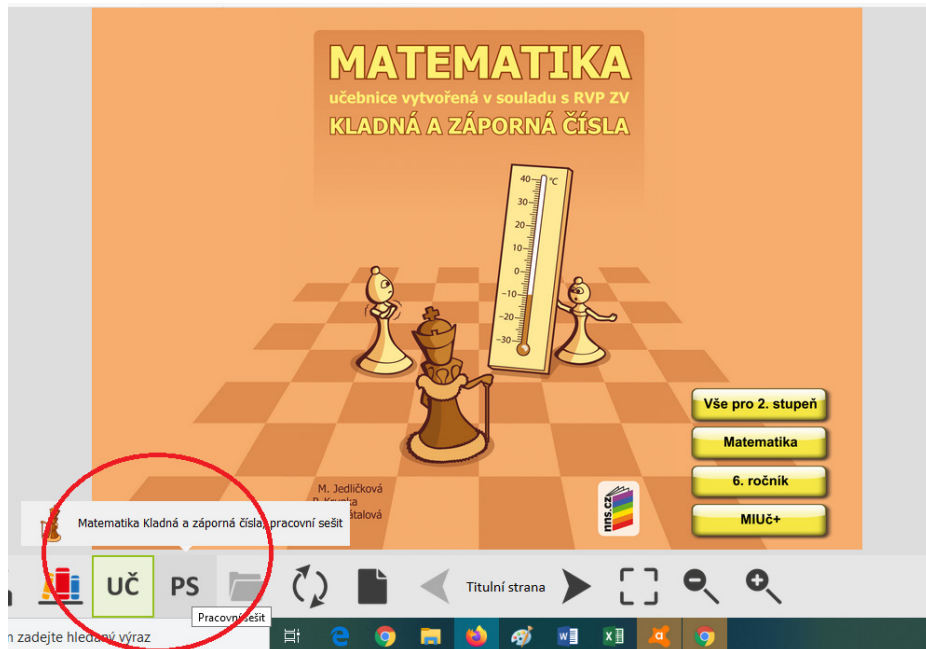 MATEMATIKA
učebnice vytvořená v souladu s RVP ZV
KLADNÁ A ZÁPORNÁ ČÍSLA
40 °C
30
20
10
0
-10
-20
-30
Vše pro 2. stupeň
Matematika
6. ročník
MIUč+
M. Jedličková
P. Krupka
nns.cz
Matematika Kladná a záporná čísla, pracovní sešit
UČ PS Titulní strana
Pracovní sešit
zadejte hledaný výraz